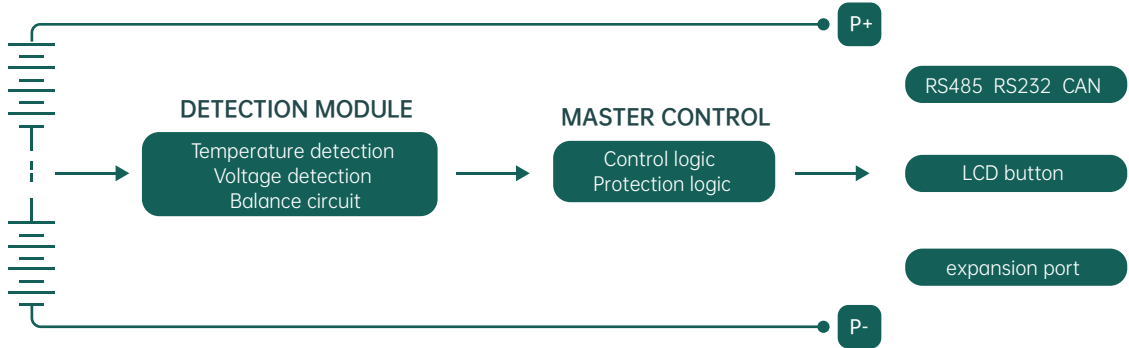 P+
RS485 RS232 CAN
DETECTION MODULE
MASTER CONTROL
Temperature detection
Voltage detection
Balance circuit
Control logic
Protection logic
LCD button
expansion port
P-